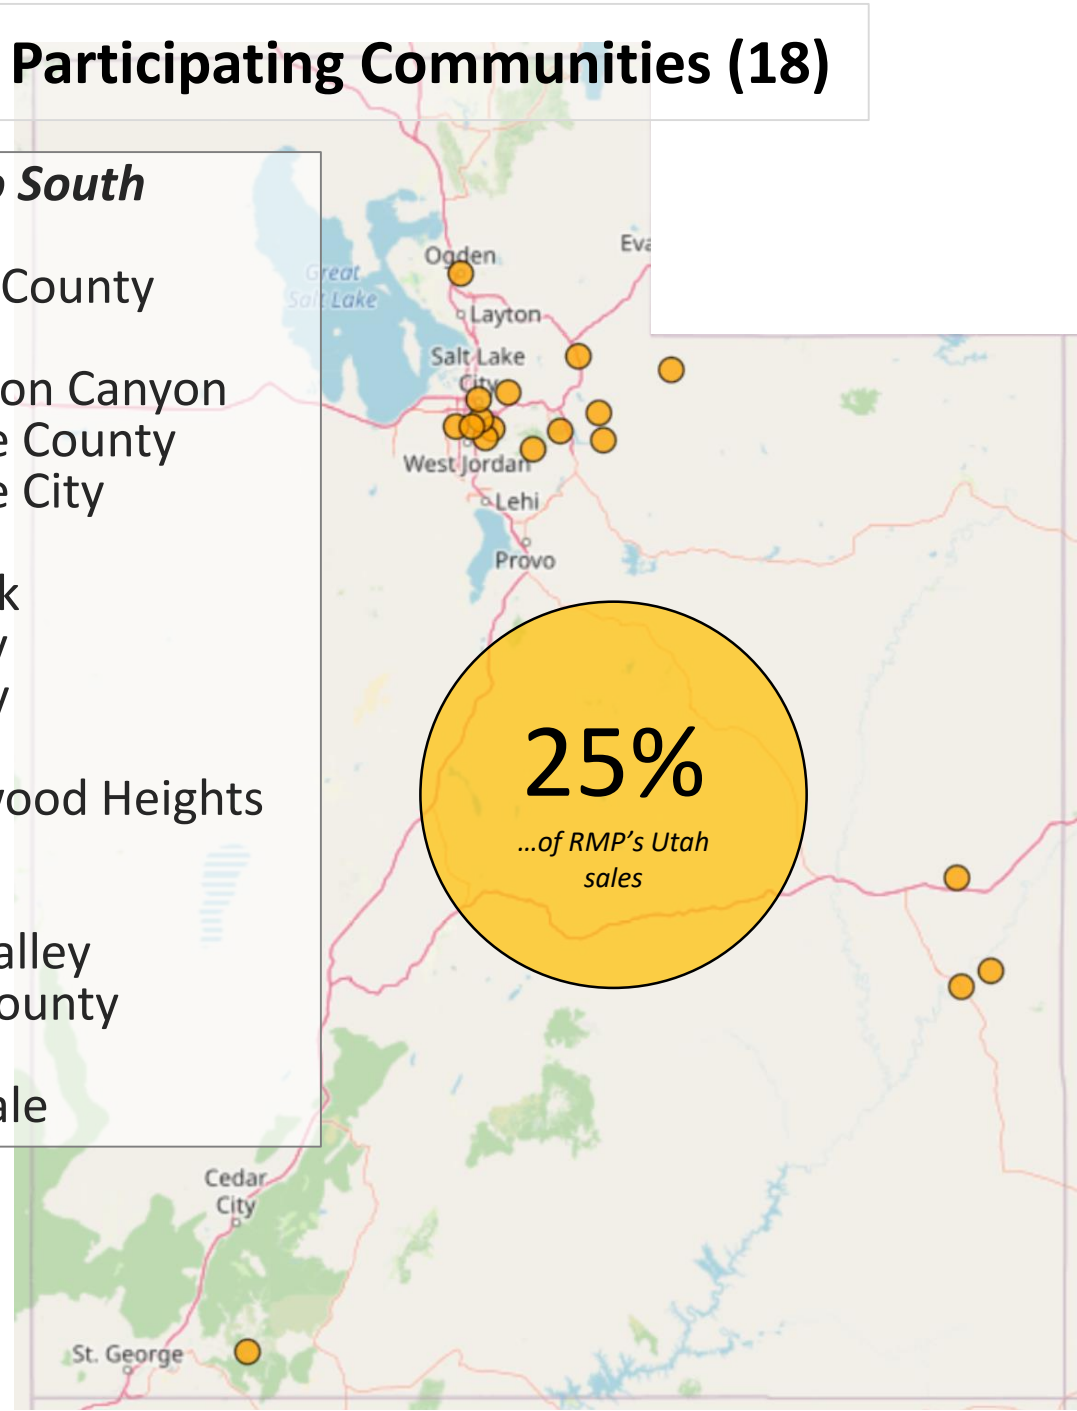 Participating Communities (18)
South
County
on Canyon
County
City
k
y
y
ood Heights
alley
ounty
ale
Great
Salt Lake
Ogden
Eva
Layton
Salt Lake
City
West Jordan
Lehi
Provo
25%
...of RMP's Utah
sales
Cedar
City
St. George